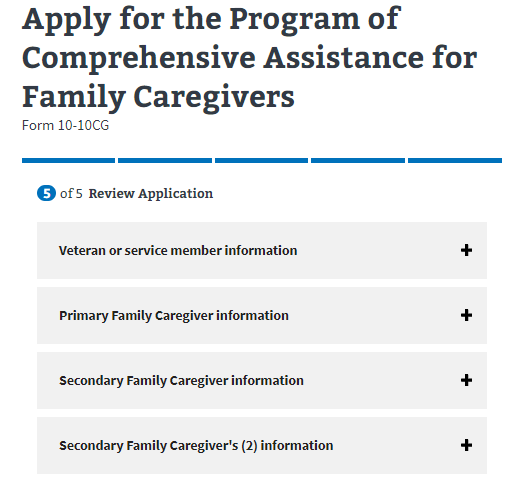 Apply for the Program of
Comprehensive Assistance for
Family Caregivers
Form 10-10CG
5 of 5 Review Application
Veteran or service member information
Primary Family Caregiver information
Secondary Family Caregiver information
Secondary Family Caregiver's (2) information